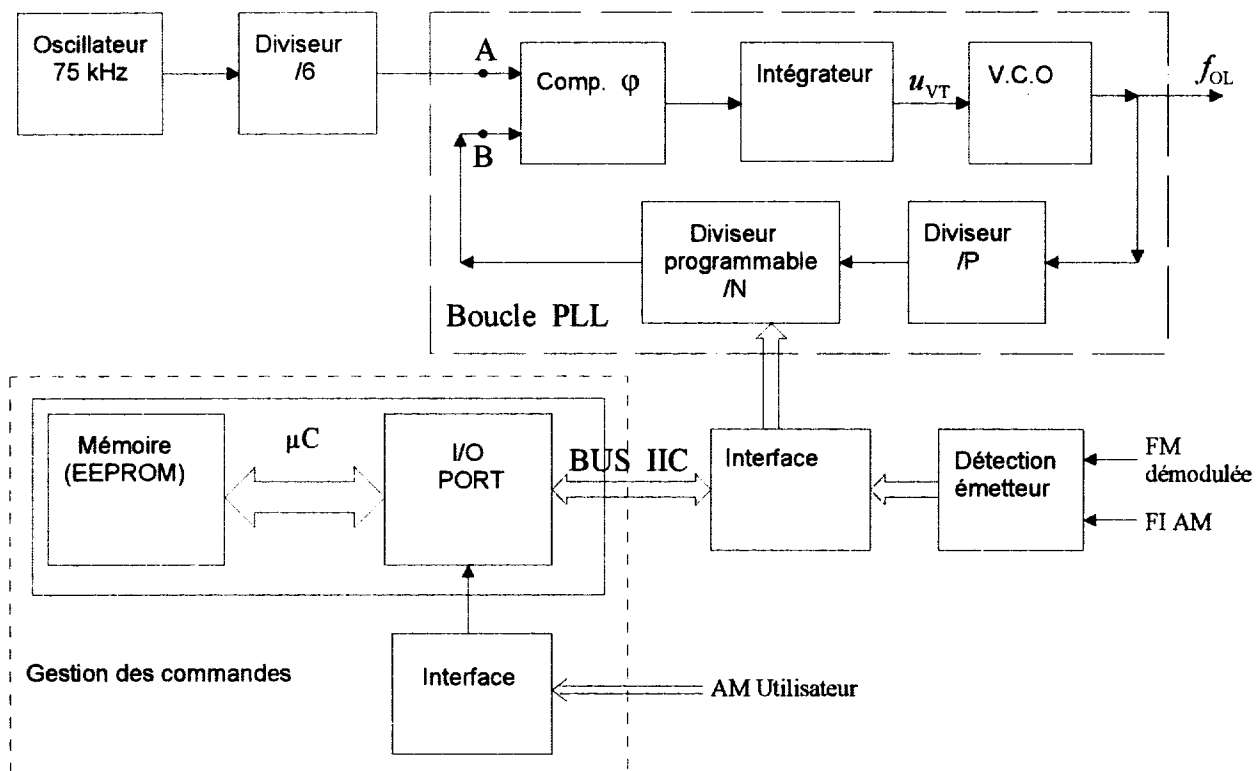 Oscillateur
75 kHz
Diviseur
/6
A
B
Comp. φ
Intégrateur
u_VT
V.C.O
f_OL
Diviseur
programmable
/N
Diviseur
/P
Boucle PLL
Mémoire
(EEPROM)
µC
I/O
PORT
BUS IIC
Interface
Détection
émetteur
FM
démodulée
FI AM
Gestion des commandes
Interface
AM Utilisateur